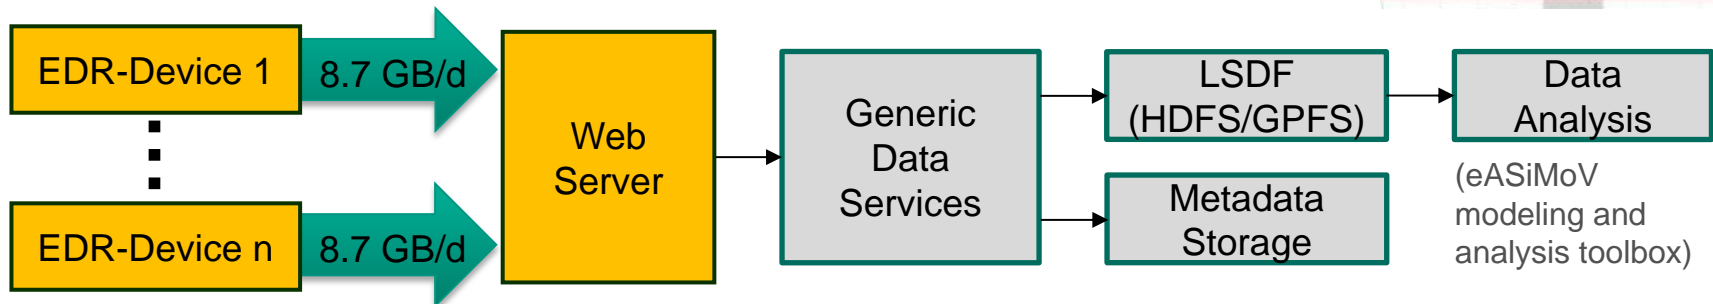 EDR-Device 1
8.7 GB/d
EDR-Device n
8.7 GB/d
Web
Server
Generic
Data
Services
LSDF
(HDFS/GPFS)
Metadata
Storage
Data
Analysis
(eASiMoV
modeling and
analysis toolbox)